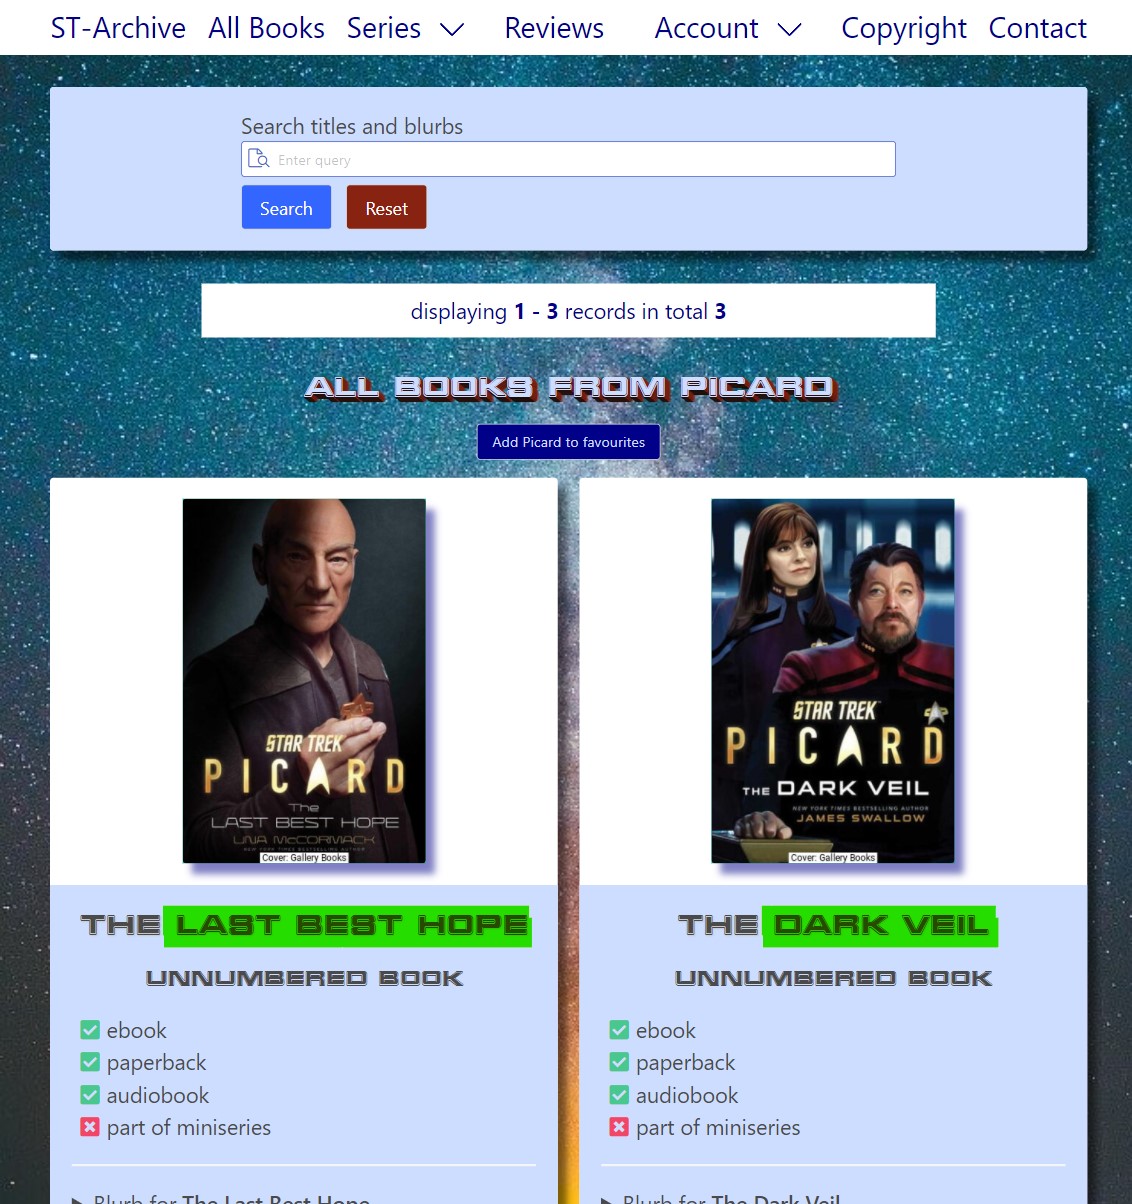 ST-Archive All Books Series Reviews Account Copyright Contact
Search titles and blurbs
Enter query
Search Reset
displaying 1 - 3 records in total 3
ALL BOOKS FROM PICARD
Add Picard to favourites
STAR TREK
PICARD
The
LAST BEST HOPE
UNA McCORMACK
NEW YORK TIMES BESTSELLING AUTHOR
Cover: Gallery Books
STAR TREK
PICARD
THE DARK VEIL
NEW YORK TIMES BESTSELLING AUTHOR
JAMES SWALLOW
Cover: Gallery Books
THE LAST BEST HOPE
UNNUMBERED BOOK
ebook
paperback
audiobook
part of miniseries
Blurb for The Last Best Hope
THE DARK VEIL
UNNUMBERED BOOK
ebook
paperback
audiobook
part of miniseries
Blurb for The Dark Veil